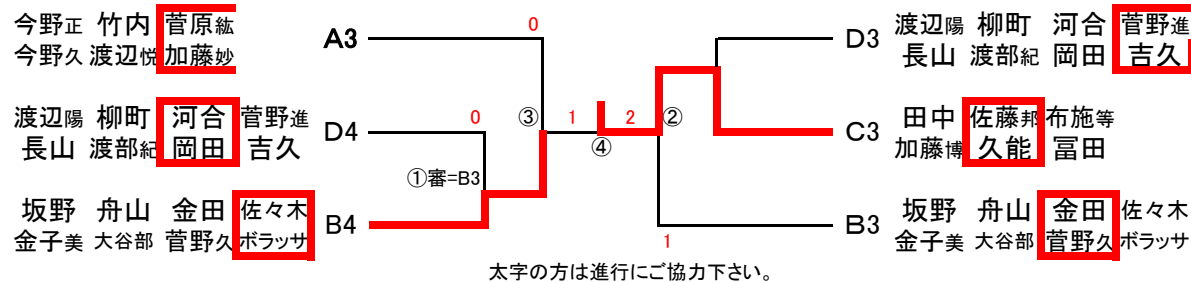 今野正 竹内 菅原紘
今野久 渡辺悦 加藤妙
A3
0
D3
渡辺陽 柳町 河合 菅野進
長山 渡部紀 岡田 吉久
渡辺陽 柳町 河合 菅野進
長山 渡部紀 岡田 吉久
D4
0
③
1
④
2
②
C3
田中 佐藤邦 布施等
加藤博 久能 冨田
①審=B3
坂野 舟山 金田 佐々木
金子美 大谷部 菅野久 ボラッサ
B4
1
B3
坂野 舟山 金田 佐々木
金子美 大谷部 菅野久 ボラッサ
太字の方は進行にご協力下さい。